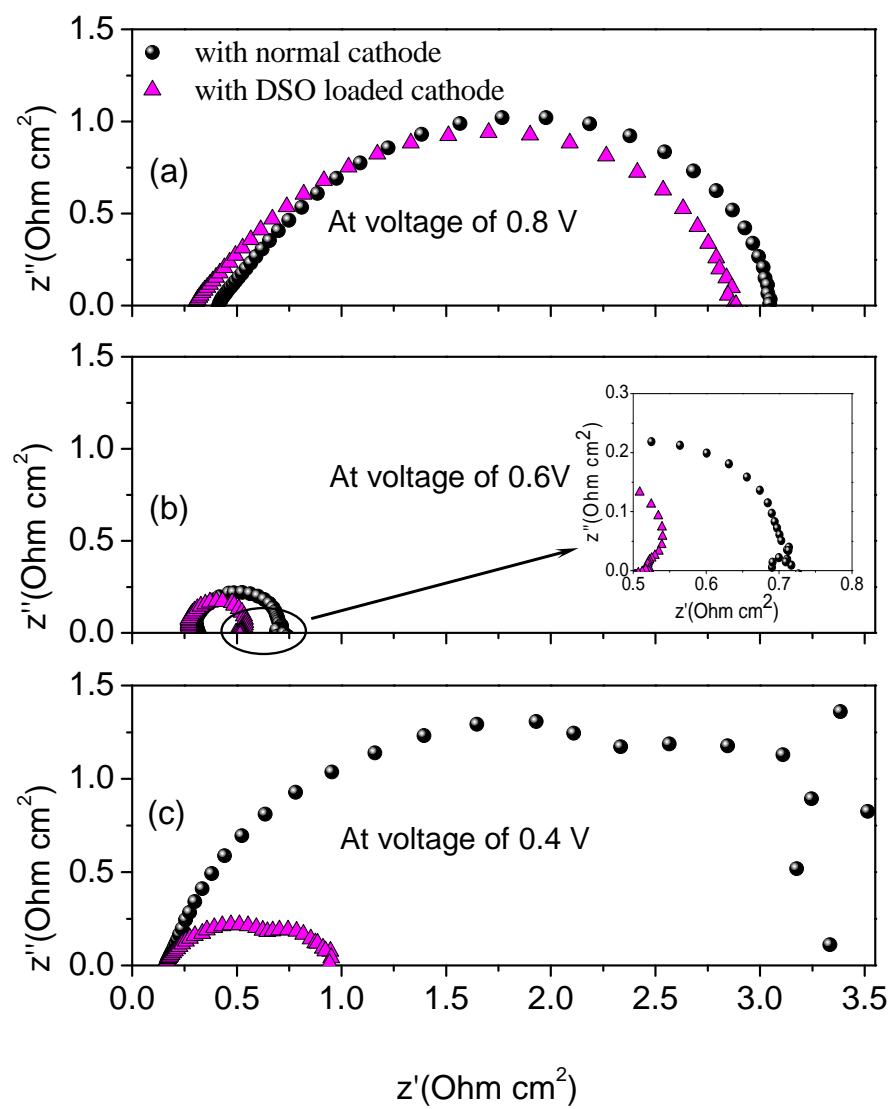 1.5
with normal cathode
with DSO loaded cathode
1.0
(a)
0.5
At voltage of 0.8 V
0.0
z''(Ohm cm²)
1.5
1.0
At voltage of 0.6V
(b)
0.5
0.0
z''(Ohm cm²)
0.3
0.2
0.1
0.0
0.5 0.6 0.7 0.8
z''(Ohm cm²)
z'(Ohm cm²)
1.5
1.0
(c)
At voltage of 0.4 V
0.5
0.0
z''(Ohm cm²)
0.0 0.5 1.0 1.5 2.0 2.5 3.0 3.5
z'(Ohm cm²)